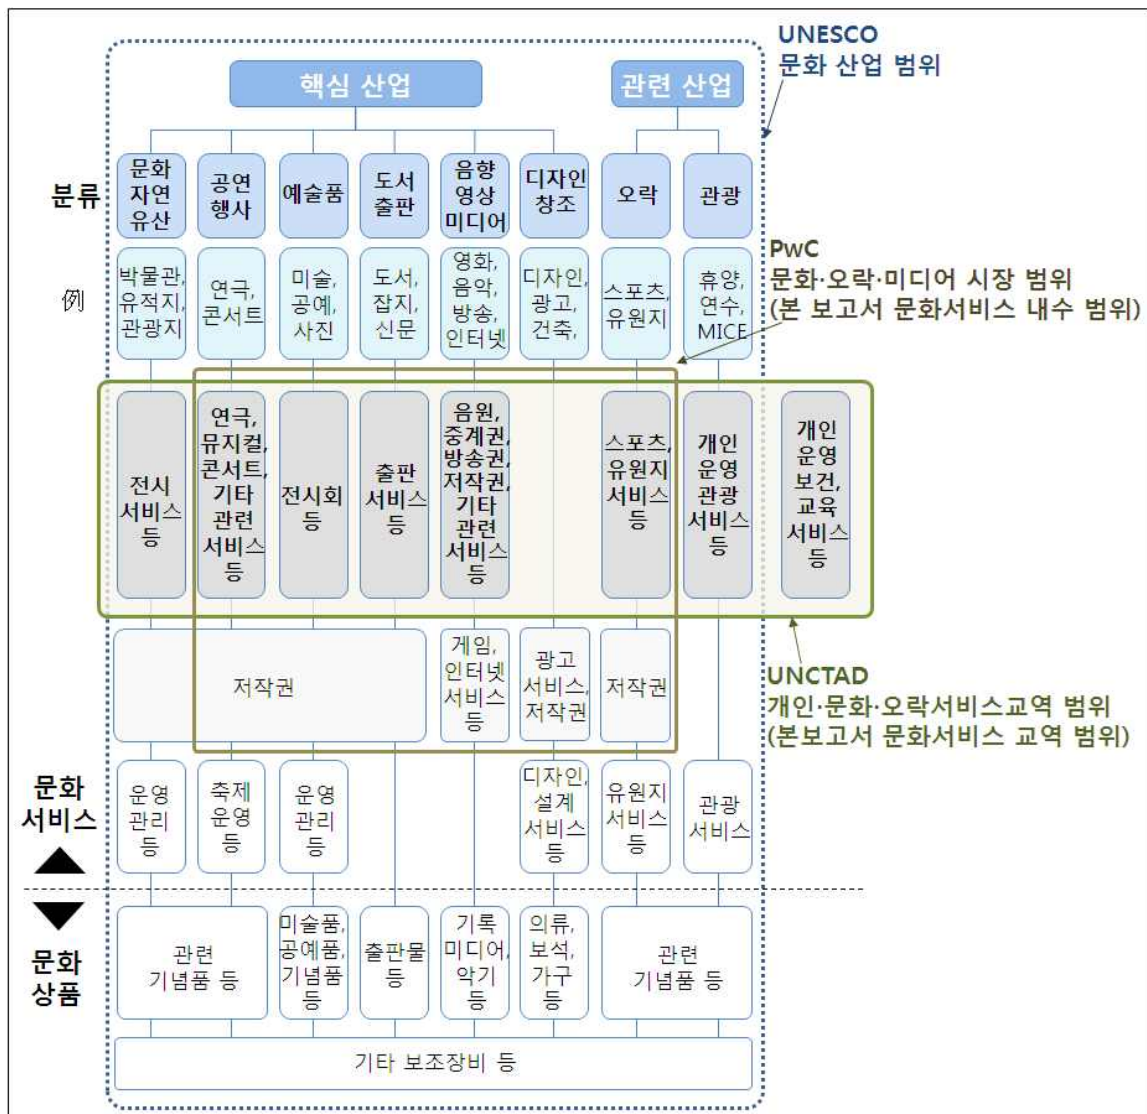 UNESCO
문화 산업 범위
핵심 산업
관련 산업
분류
문화
자연
유산
공연
행사
예술품
도서
출판
음향
영상
미디어
디자인
창조
오락
관광
例
박물관,
유적지,
관광지
연극,
콘서트
미술,
공예,
사진
도서,
잡지,
신문
영화,
음악,
방송,
인터넷
디자인,
광고,
건축,
스포츠,
유원지
휴양,
연수,
MICE
PwC
문화·오락·미디어 시장 범위
(본 보고서 문화서비스 내수 범위)
전시
서비스
등
연극,
뮤지컬,
콘서트,
기타
관련
서비스
등
전시회
등
출판
서비스
등
음원,
중계권,
방송권,
저작권,
기타
관련
서비스
등
스포츠,
유원지
서비스
등
개인
운영
관광
서비스
등
개인
운영
보건,
교육
서비스
등
저작권
게임,
인터넷
서비스
등
광고
서비스,
저작권
저작권
UNCTAD
개인·문화·오락서비스교역 범위
(본보고서 문화서비스 교역 범위)
문화
서비스
운영
관리
등
축제
운영
등
운영
관리
등
디자인,
설계
서비스
등
유원지
서비스
등
관광
서비스
문화
상품
관련
기념품 등
미술품,
공예품,
기념품
등
출판물
등
기록
미디어,
악기
등
의류,
보석,
가구
등
관련
기념품 등
기타 보조장비 등